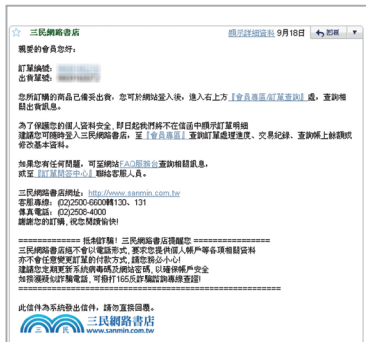 三民網路書店
顯示詳細資料 9月18日 回覆
親愛的會員您好:
訂單編號:
出貨單號:
您所訂購的商品已備妥出貨，您可於網站登入後，進入右上方『會員專區/訂單查詢』處，查詢相
關出貨訊息。
為了保護您的個人資料安全，即日起我們將不在信函中顯示訂單明細
建議您可隨時登入三民網路書店，至『會員專區』查詢訂單處理進度、交易紀錄、查詢帳上餘額或
修改基本資料。
如果您有任何問題，可至網站FAQ服務台查詢相關訊息，
或至『訂單問答中心』聯絡客服人員。
三民網路書店網址：http://www.sanmin.com.tw
客服專線：(02)2500-6600轉130、131
傳真電話：(02)2506-4000
謝謝您的訂購，祝您閱讀愉快!
============= 抵制詐騙! 三民網路書店提醒您 ================
三民網路書店絕不會以電話形式，要求您提供個人帳戶等各項相關資料
亦不會任意變更訂單的付款方式，請您務必小心!
建議您定期更新系統病毒碼及網站密碼，以確保帳戶安全
如接獲疑似詐騙電話，可撥打165反詐騙諮詢專線查證!
==================================================
此信件為系統發出信件，請勿直接回覆。
三民 三民網路書店
www.sanmin.com.tw